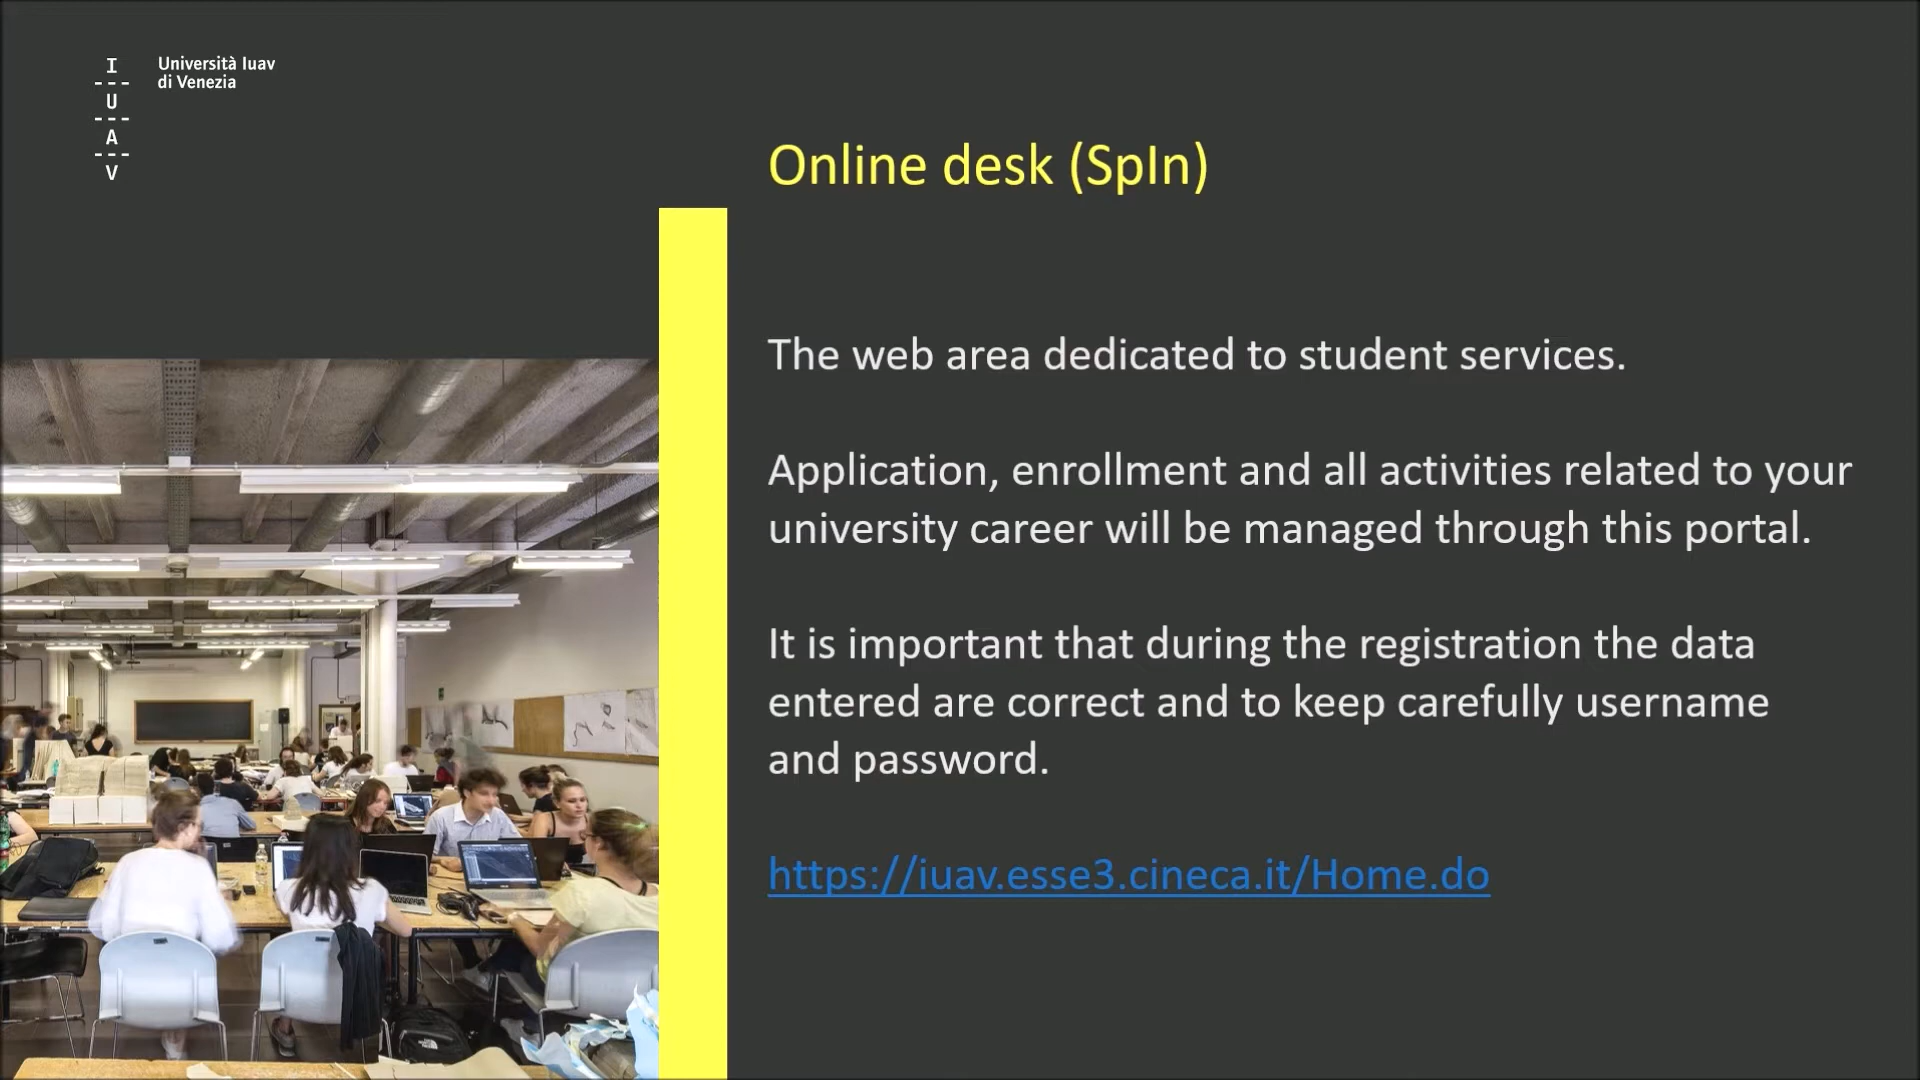 I
U
A
V
Università Iuav
di Venezia
Online desk (SpIn)
The web area dedicated to student services.
Application, enrollment and all activities related to your
university career will be managed through this portal.
It is important that during the registration the data
entered are correct and to keep carefully username
and password.
https://iuav.esse3.cineca.it/Home.do